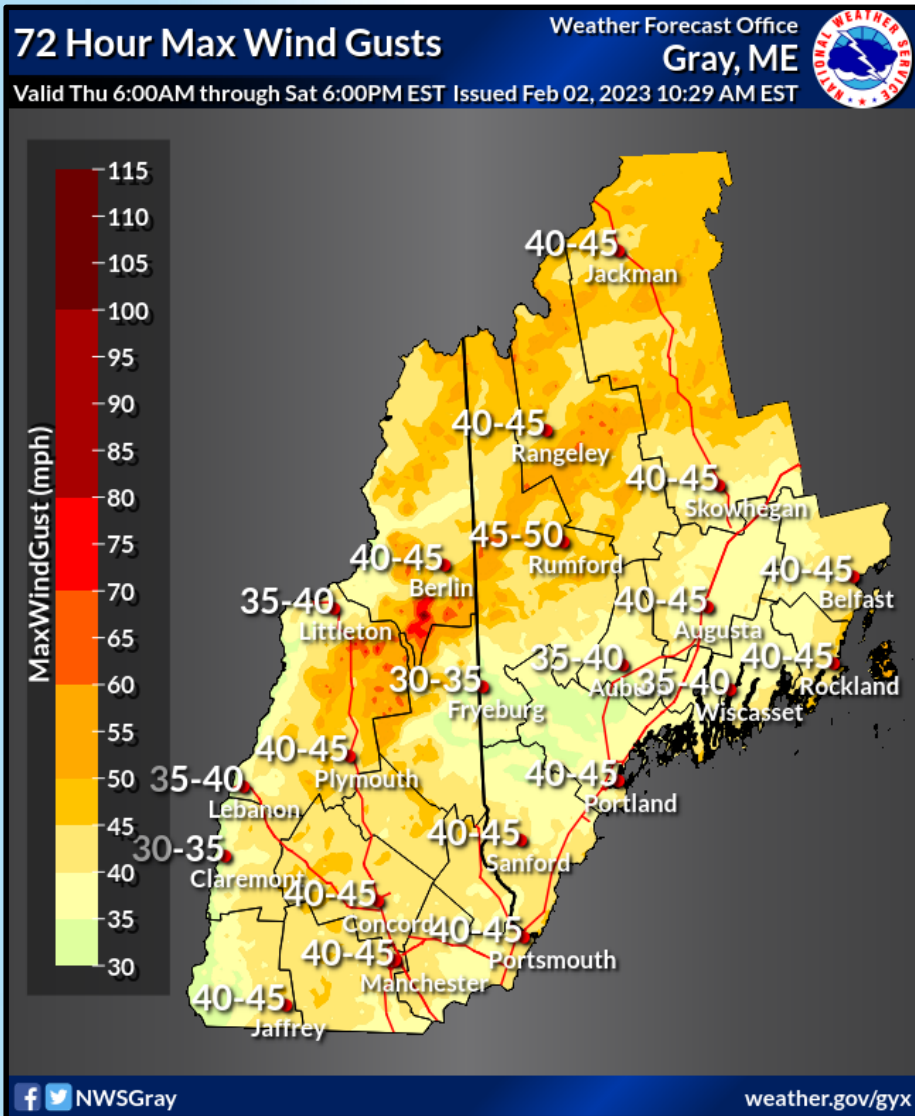 72 Hour Max Wind Gusts
Weather Forecast Office
Gray, ME
Valid Thu 6:00AM through Sat 6:00PM EST Issued Feb 02, 2023 10:29 AM EST
NATIONAL WEATHER SERVICE
MaxWindGust (mph)
115
110
105
100
95
90
85
80
75
70
65
60
55
50
45
40
35
30
40-45
Jackman
40-45
Rangeley
40-45
Skowhegan
45-50
Rumford
40-45
Berlin
40-45
Belfast
35-40
Littleton
40-45
Augusta
35-40
Aube
30-35
Fryeburg
35-40
Wiscasset
40-45
Rockland
40-45
Plymouth
35-40
Lebanon
40-45
Portland
30-35
Claremont
40-45
Sanford
40-45
Concord
40-45
Portsmouth
40-45
Manchester
40-45
Jaffrey
NWSGray
weather.gov/gyx